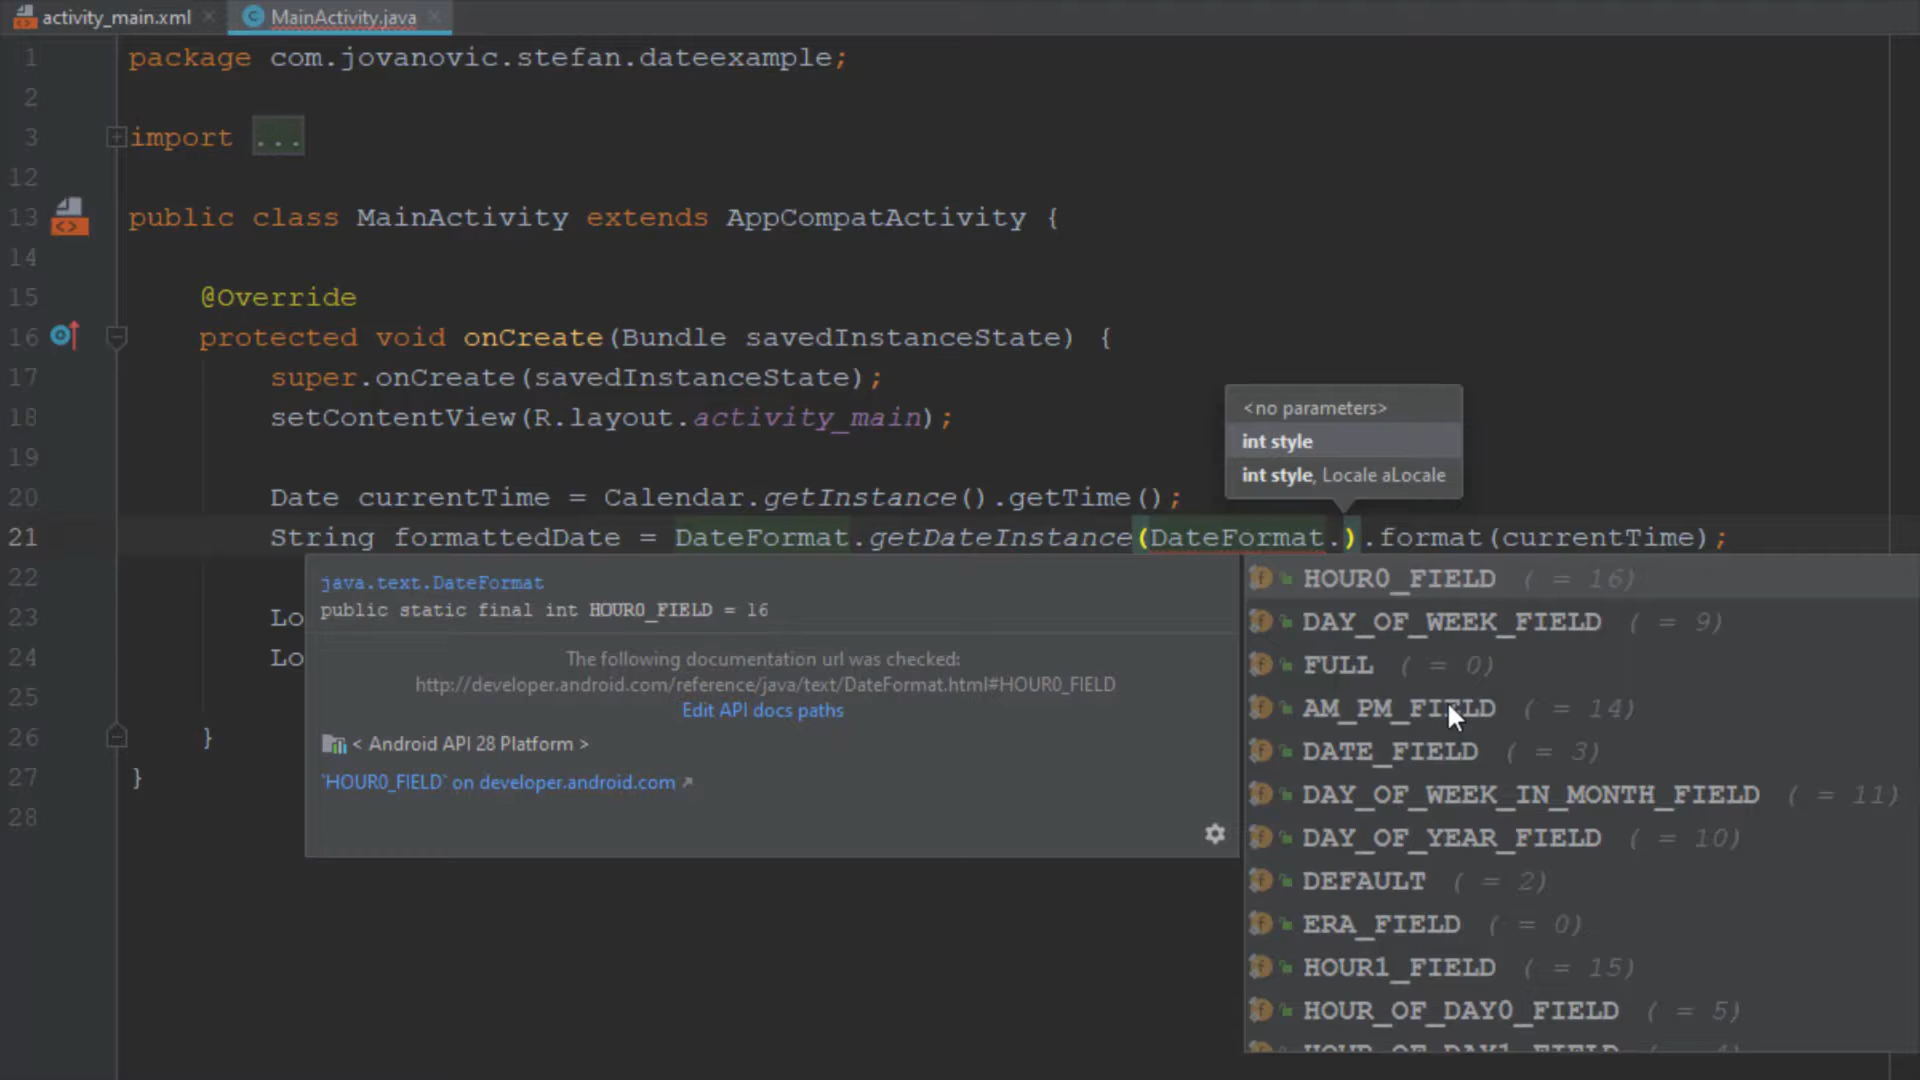 activity_main.xml
MainActivity.java
1 package com.jovanovic.stefan.dateexample;
2
3 import ...
12
13 public class MainActivity extends AppCompatActivity {
14
15 @Override
16 protected void onCreate(Bundle savedInstanceState) {
17 super.onCreate(savedInstanceState);
18 setContentView(R.layout.activity_main);
19
20 Date currentTime = Calendar.getInstance().getTime();
21 String formattedDate = DateFormat.getDateInstance(DateFormat.).format(currentTime);
22
23 Lo
24 Lo
25
26 }
27 }
28
<no parameters>
int style
int style, Locale aLocale
java.text.DateFormat
public static final int HOUR0_FIELD = 16
The following documentation url was checked:
http://developer.android.com/reference/java/text/DateFormat.html#HOUR0_FIELD
Edit API docs paths
< Android API 28 Platform >
`HOUR0_FIELD` on developer.android.com
HOUR0_FIELD ( = 16)
DAY_OF_WEEK_FIELD ( = 9)
FULL ( = 0)
AM_PM_FIELD ( = 14)
DATE_FIELD ( = 3)
DAY_OF_WEEK_IN_MONTH_FIELD ( = 11)
DAY_OF_YEAR_FIELD ( = 10)
DEFAULT ( = 2)
ERA_FIELD ( = 0)
HOUR1_FIELD ( = 15)
HOUR_OF_DAY0_FIELD ( = 5)
HOUR_OF_DAY1_FIELD ( = 4)